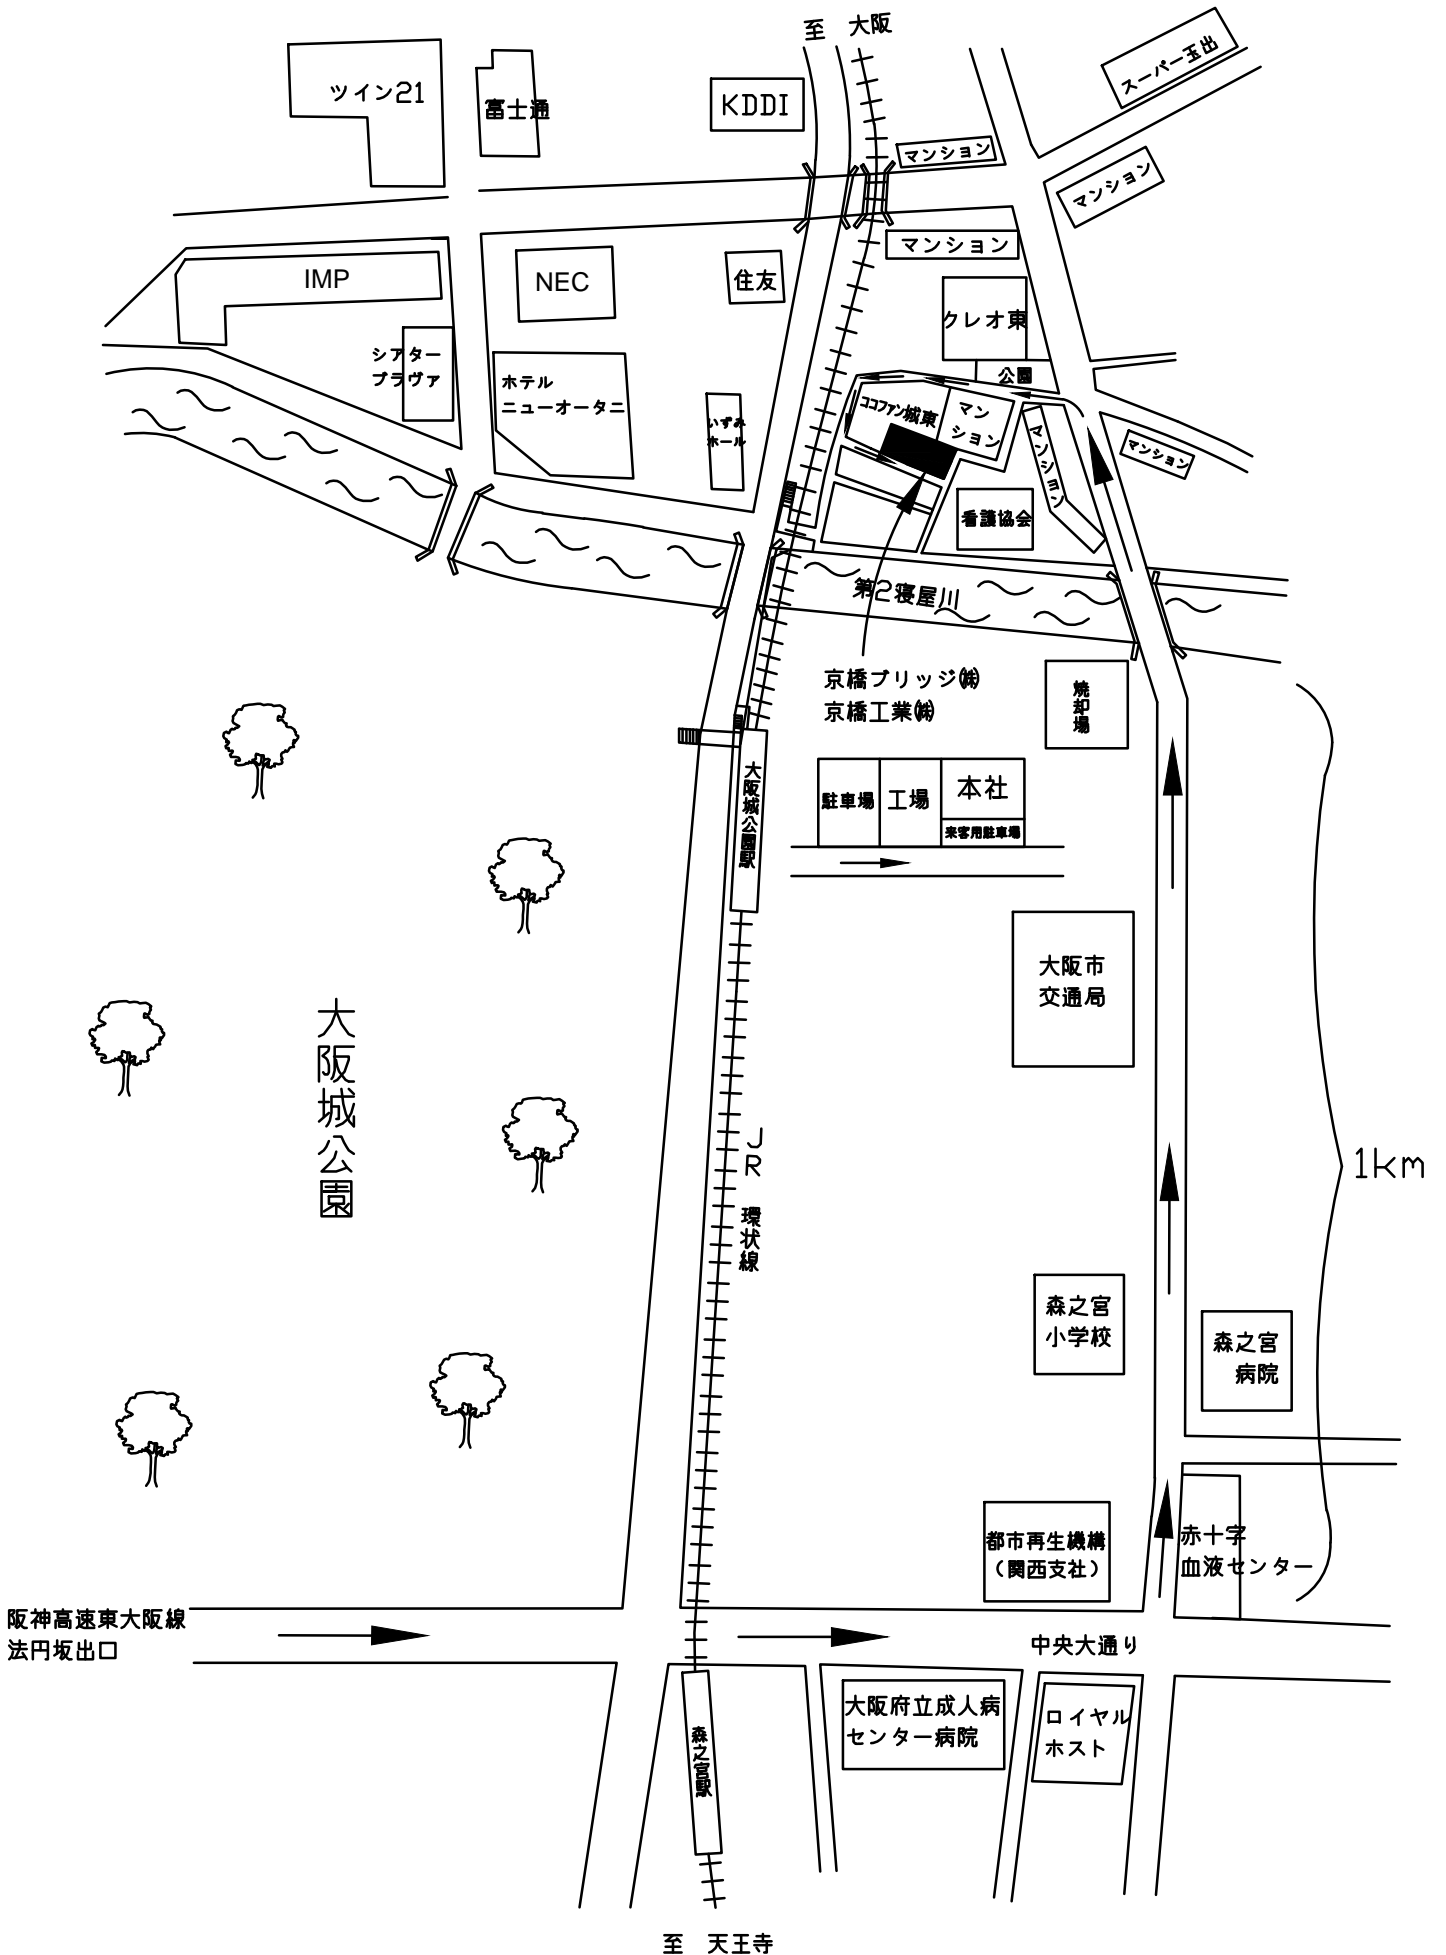 至 大阪
ツイン21
富士通
KDDI
スーパー玉出
マンション
マンション
マンション
IMP
NEC
住友
クレオ東
シアター
ブラヴァ
ホテル
ニューオータニ
いずみ
ホール
公園
ココファン城東
マン
ション
マンション
マンション
看護協会
第2寝屋川
京橋ブリッジ㈱
京橋工業㈱
焼却場
大阪城公園駅
駐車場
工場
本社
来客用駐車場
大阪市
交通局
大阪城公園
JR 環状線
1km
森之宮
小学校
森之宮
病院
都市再生機構
(関西支社)
赤十字
血液センター
阪神高速東大阪線
法円坂出口
中央大通り
大阪府立成人病
センター病院
ロイヤル
ホスト
森之宮駅
至 天王寺